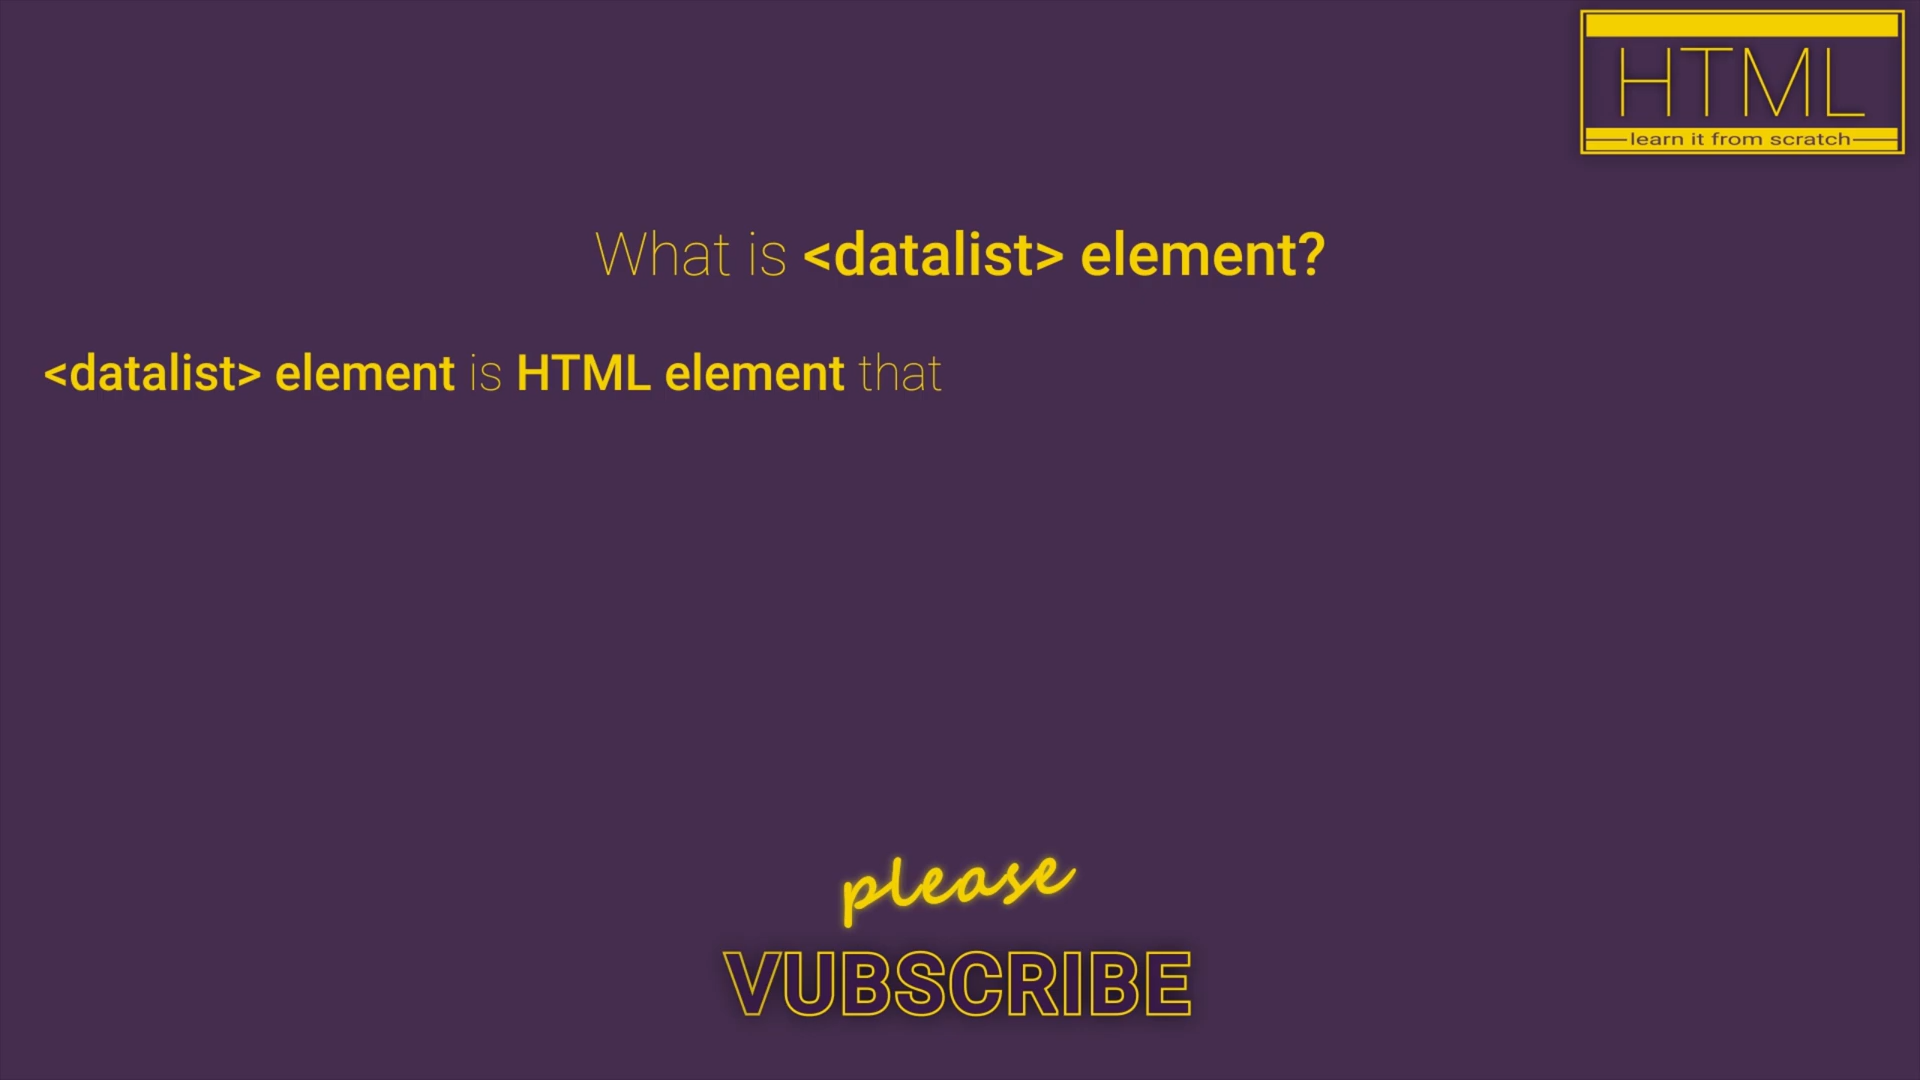 HTML
learn it from scratch
What is <datalist> element?
<datalist> element is HTML element that
please
VUBSCRIBE